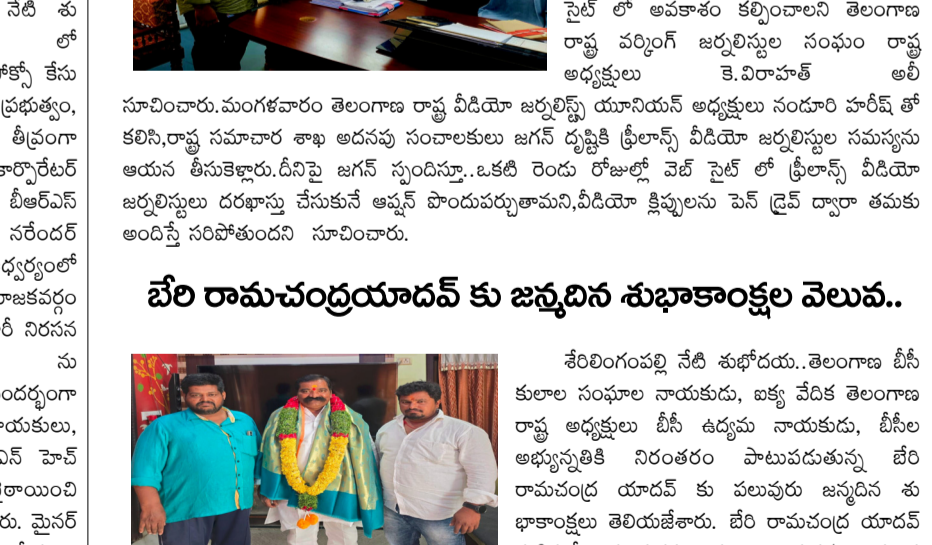 నేటి శు
లో
పోక్సో కేసు
ప్రభుత్వం,
తీవ్రంగా
కార్పొరేటర్
బీఆర్ఎస్
నరేందర్
నిరసన
ను
సందర్భంగా
నాయకులు,
ఎన్ హెచ్
బైఠాయించి
రు. మైనర్
సైట్ లో అవకాశం కల్పించాలని తెలంగాణ
రాష్ట్ర వర్కింగ్ జర్నలిస్టుల సంఘం రాష్ట్ర
అధ్యక్షులు కె.విరాహత్ అలీ
సూచించారు.మంగళవారం తెలంగాణ రాష్ట్ర వీడియో జర్నలిస్ట్స్ యూనియన్ అధ్యక్షులు నండూరి హరీష్ తో
కలిసి,రాష్ట్ర సమాచార శాఖ అదనపు సంచాలకులు జగన్ దృష్టికి ఫ్రీలాన్స్ వీడియో జర్నలిస్టుల సమస్యను
ఆయన తీసుకెళ్లారు.దీనిపై జగన్ స్పందిస్తూ..ఒకటి రెండు రోజుల్లో వెబ్ సైట్ లో ఫ్రీలాన్స్ వీడియో
జర్నలిస్టులు దరఖాస్తు చేసుకునే ఆప్షన్ పొందుపర్చుతామని,వీడియో క్లిప్పులను పెన్ డ్రైవ్ ద్వారా తమకు
అందిస్తే సరిపోతుందని సూచించారు.
బేరి రామచంద్రయాదవ్ కు జన్మదిన శుభాకాంక్షల వెలువ..
శేరిలింగంపల్లి నేటి శుభోదయ..తెలంగాణ బీసీ
కులాల సంఘాల నాయకుడు, ఐక్య వేదిక తెలంగాణ
రాష్ట్ర అధ్యక్షులు బీసీ ఉద్యమ నాయకుడు, బీసీల
అభ్యున్నతికి నిరంతరం పాటుపడుతున్న బేరి
రామచంద్ర యాదవ్ కు పలువురు జన్మదిన శు
భాకాంక్షలు తెలియజేశారు. బేరి రామచంద్ర యాదవ్